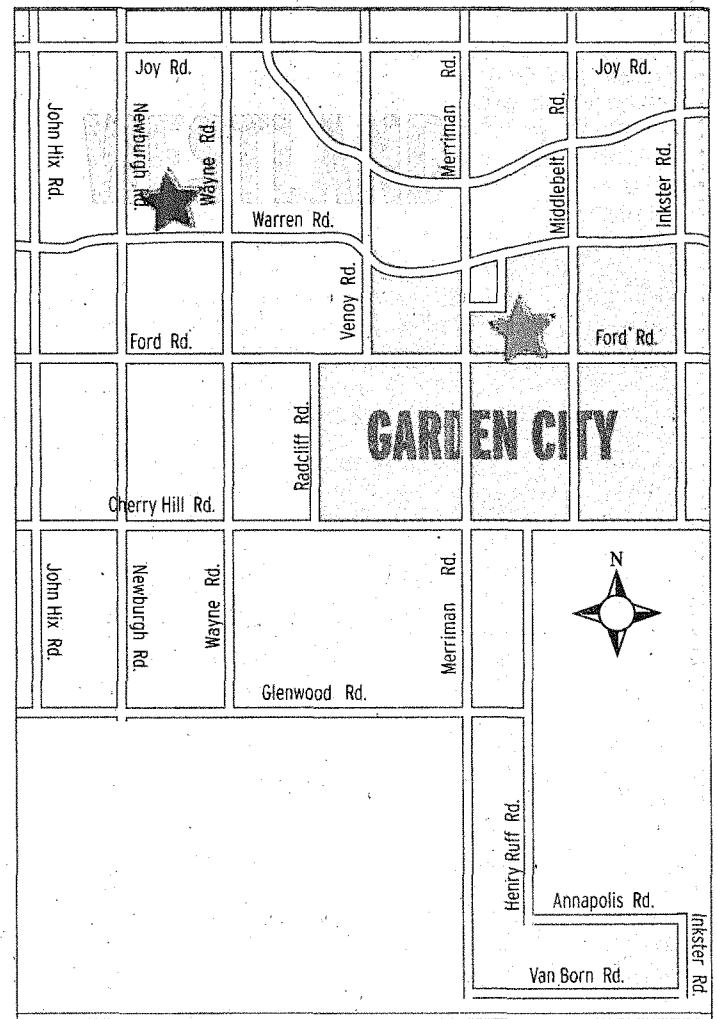 Joy Rd.
Joy Rd.
John Hix Rd.
Newburgh Rd.
Wayne Rd.
Merriman Rd.
Middlebelt Rd.
Inkster Rd.
WESTLAND
Warren Rd.
Venoy Rd.
Ford Rd.
Ford Rd.
Radcliff Rd.
GARDEN CITY
Cherry Hill Rd.
John Hix Rd.
Newburgh Rd.
Wayne Rd.
Merriman Rd.
N
Glenwood Rd.
Henry Ruff Rd.
Annapolis Rd.
Inkster Rd.
Van Born Rd.